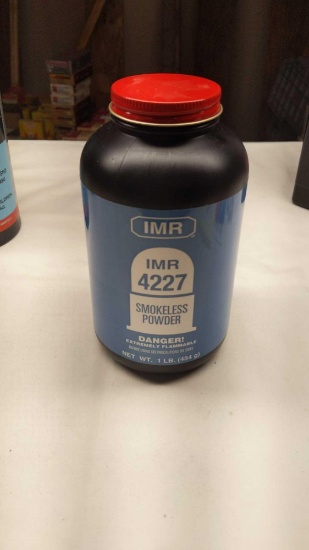 IMR
IMR
4227
SMOKELESS
POWDER
DANGER!
EXTREMELY FLAMMABLE
NET WT. 1 LB. (454 g)